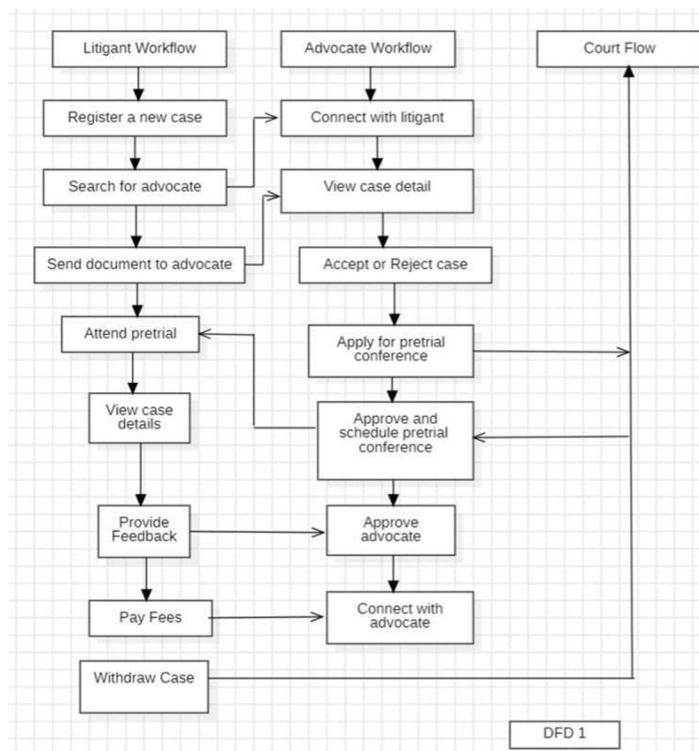 Litigant Workflow
Advocate Workflow
Court Flow
Register a new case
Connect with litigant
Search for advocate
View case detail
Send document to advocate
Accept or Reject case
Attend pretrial
Apply for pretrial
conference
View case
details
Approve and
schedule pretrial
conference
Provide
Feedback
Approve
advocate
Pay Fees
Connect with
advocate
Withdraw Case
DFD 1